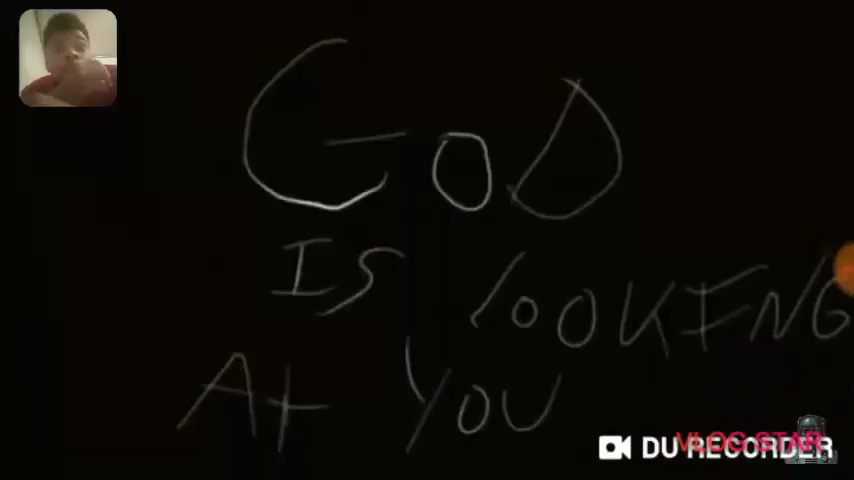 GOD
IS LOOKING
At YOU
DU RECORDER
VLOG STAR